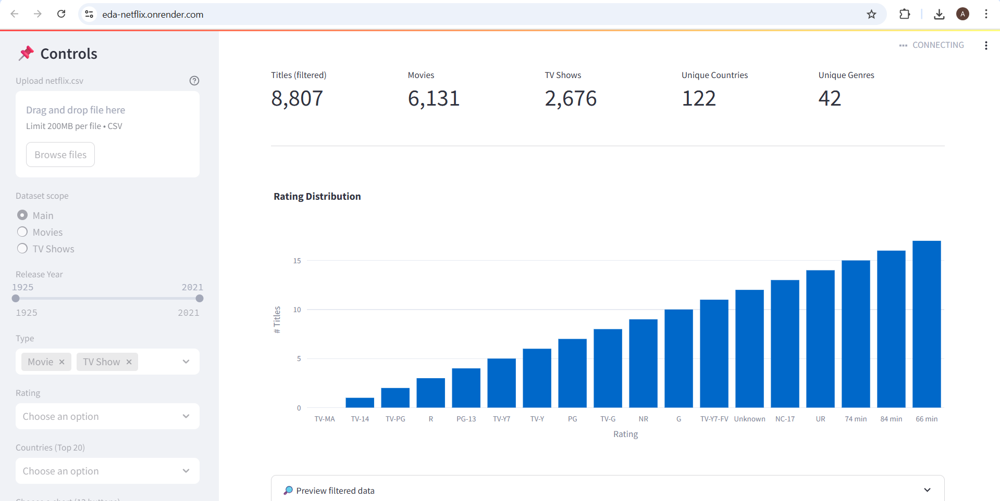 eda-netflix.onrender.com
A
Controls
Upload netflix.csv
Drag and drop file here
Limit 200MB per file • CSV
Browse files
Dataset scope
Main
Movies
TV Shows
Release Year
1925 2021
1925 2021
Type
Movie TV Show
Rating
Choose an option
Countries (Top 20)
Choose an option
CONNECTING
Titles (filtered) Movies TV Shows Unique Countries Unique Genres
8,807 6,131 2,676 122 42
Rating Distribution
# Titles
15
10
5
0
TV-MA TV-14 TV-PG R PG-13 TV-Y7 TV-Y PG TV-G NR G TV-Y7-FV Unknown NC-17 UR 74 min 84 min 66 min
Rating
Preview filtered data